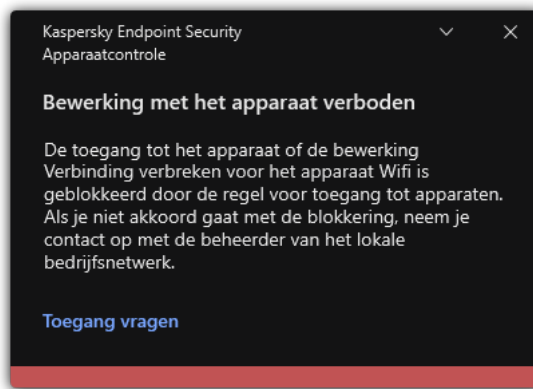 Kaspersky Endpoint Security
Apparaatcontrole
Bewerking met het apparaat verboden
De toegang tot het apparaat of de bewerking
Verbinding verbreken voor het apparaat Wifi is
geblokkeerd door de regel voor toegang tot apparaten.
Als je niet akkoord gaat met de blokkering, neem je
contact op met de beheerder van het lokale
bedrijfsnetwerk.
Toegang vragen